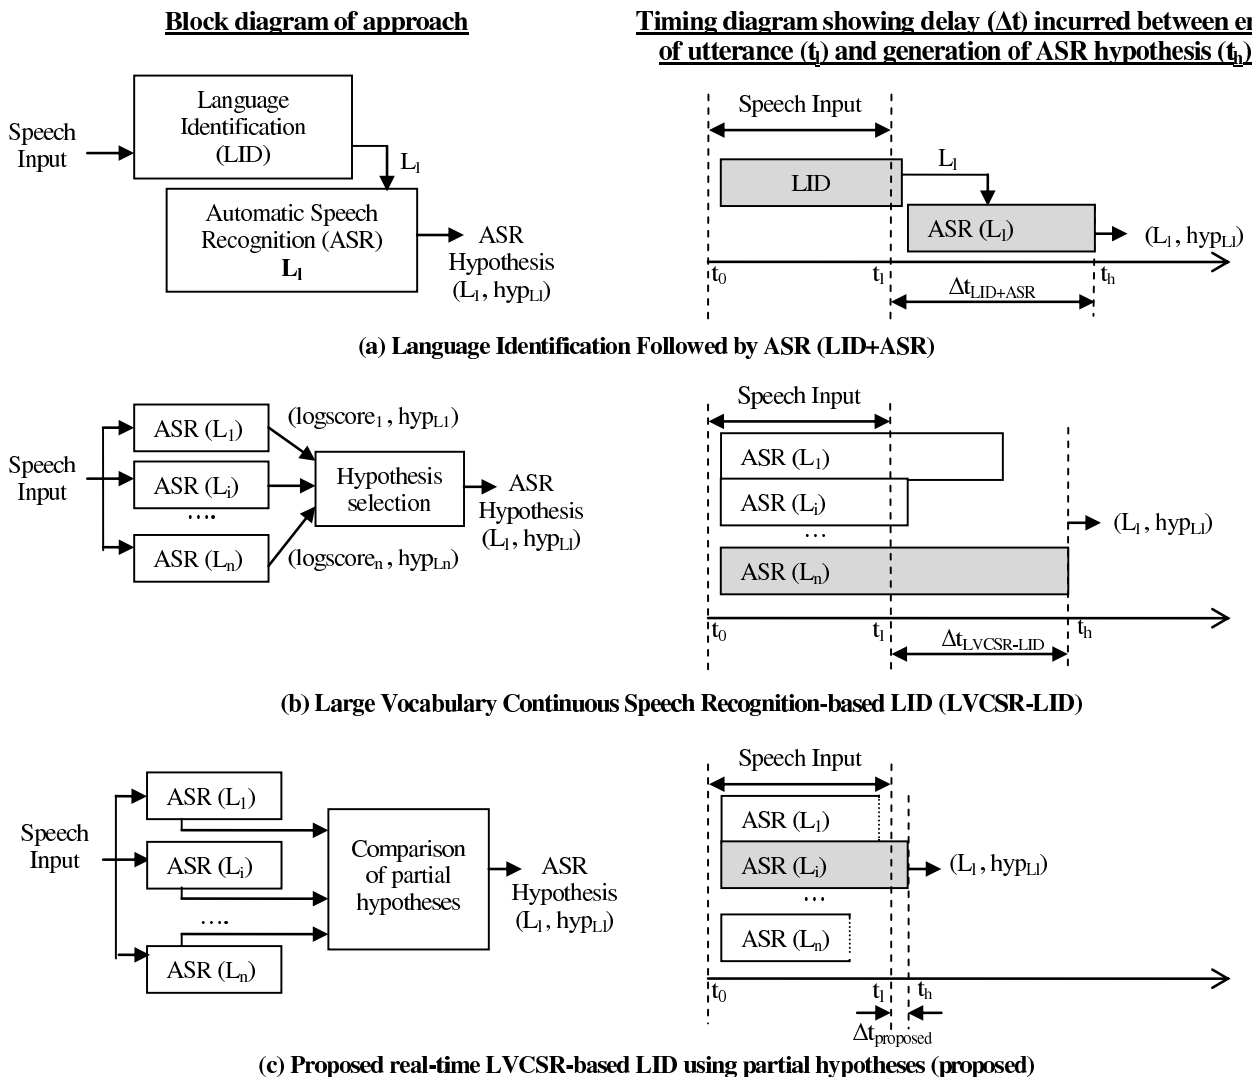 Block diagram of approach
Timing diagram showing delay (Δt) incurred between en
of utterance (tl) and generation of ASR hypothesis (th)
Speech
Input
Language
Identification
(LID)
Ll
Automatic Speech
Recognition (ASR)
Ll
ASR
Hypothesis
(Ll , hypLl)
Speech Input
LID
Ll
ASR (Ll)
(Ll , hypLl)
t0
tl
th
ΔtLID+ASR
(a) Language Identification Followed by ASR (LID+ASR)
Speech
Input
ASR (L1)
ASR (Li)
….
ASR (Ln)
(logscore1 , hypL1)
(logscoren , hypLn)
Hypothesis
selection
ASR
Hypothesis
(Ll , hypLl)
Speech Input
ASR (L1)
ASR (Li)
…
ASR (Ln)
(Ll , hypLl)
t0
tl
th
ΔtLVCSR-LID
(b) Large Vocabulary Continuous Speech Recognition-based LID (LVCSR-LID)
Speech
Input
ASR (L1)
ASR (Li)
….
ASR (Ln)
Comparison
of partial
hypotheses
ASR
Hypothesis
(Ll , hypLl)
Speech Input
ASR (L1)
ASR (Li)
…
ASR (Ln)
(Ll , hypLl)
t0
tl
th
Δtproposed
(c) Proposed real-time LVCSR-based LID using partial hypotheses (proposed)